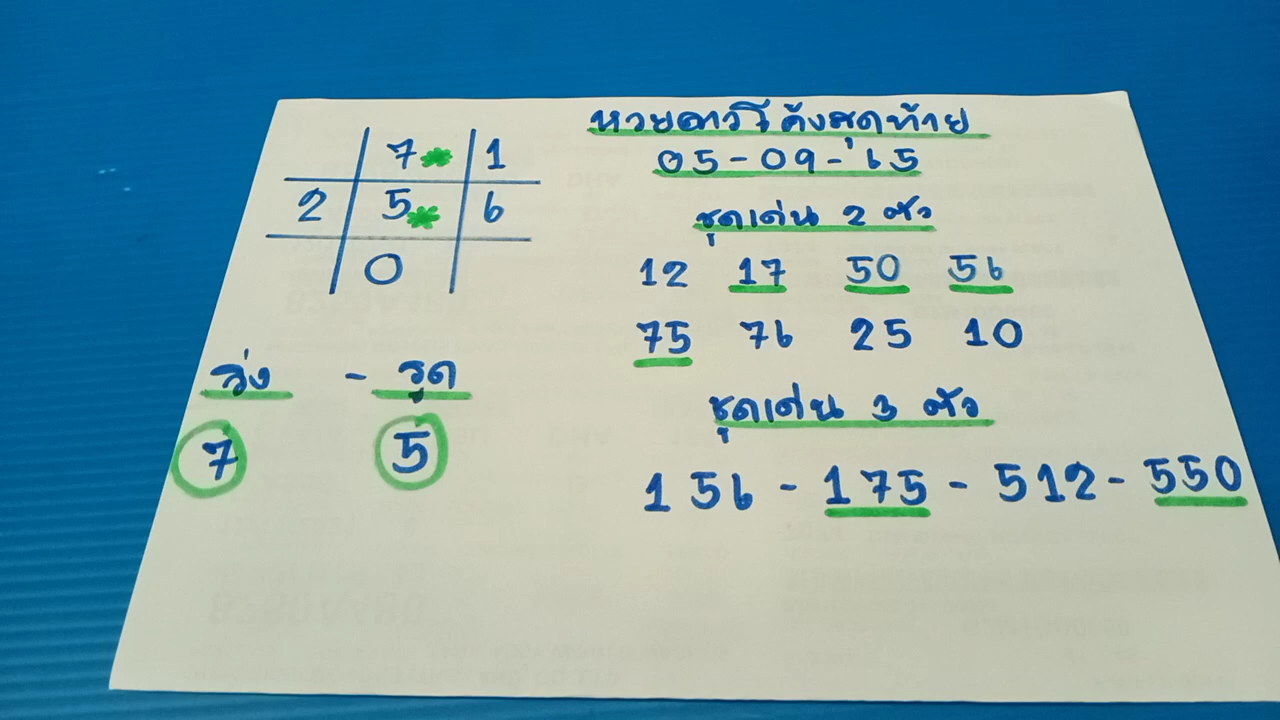 7 1
2 5 6
0
วิ่ง - รูด
7 5
หวยดาวโค้งสุดท้าย
05-09-'65
ชุดเด่น 2 ตัว
12 17 50 56
75 76 25 10
ชุดเด่น 3 ตัว
156 - 175 - 512 - 550